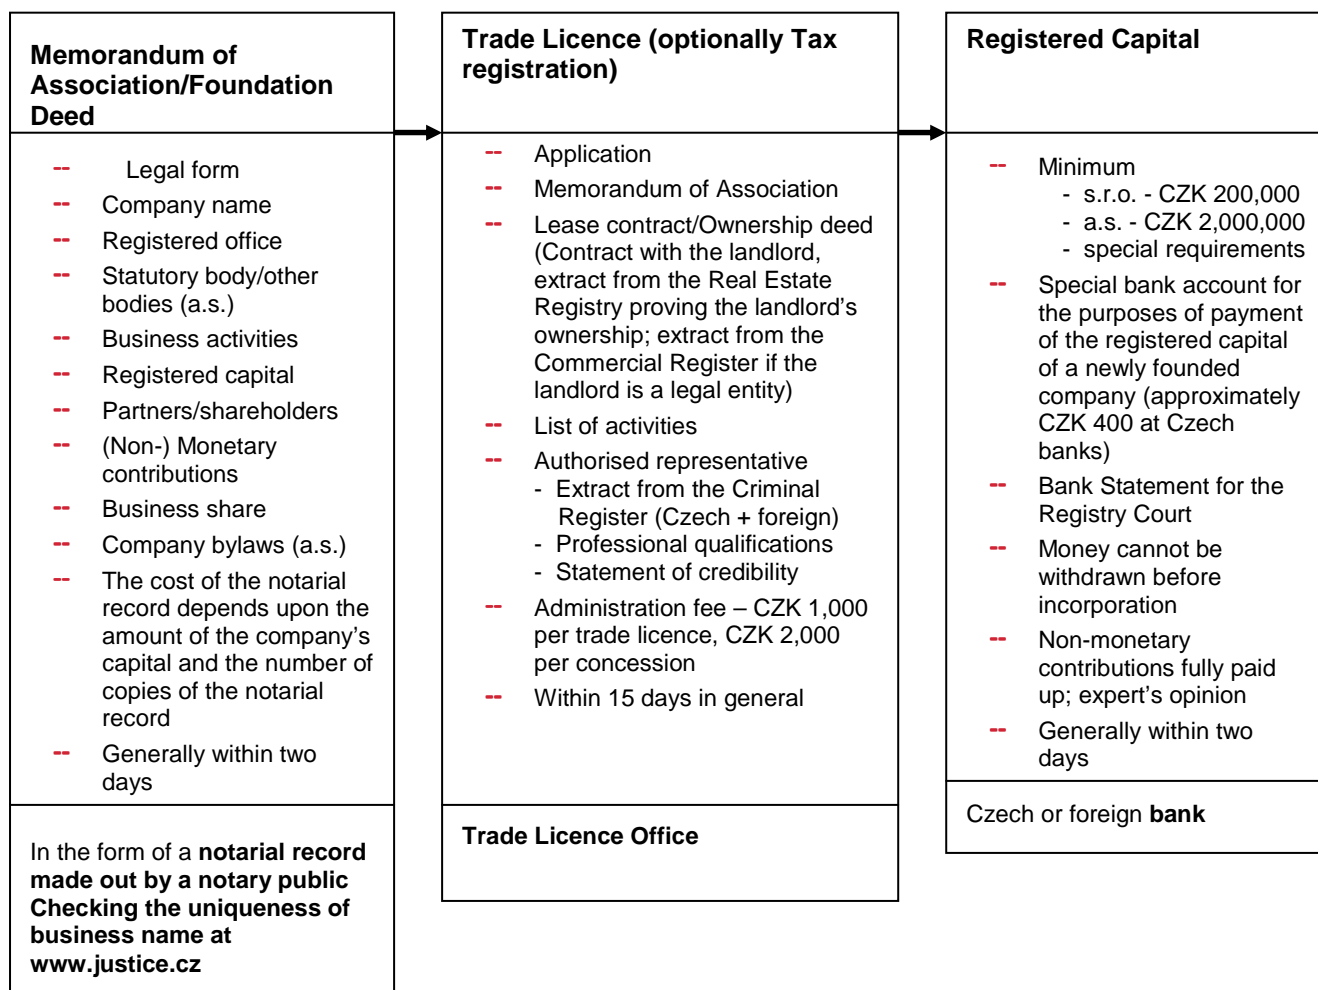 Memorandum of
Association/Foundation
Deed
-- Legal form
-- Company name
-- Registered office
-- Statutory body/other
bodies (a.s.)
-- Business activities
-- Registered capital
-- Partners/shareholders
-- (Non-) Monetary
contributions
-- Business share
-- Company bylaws (a.s.)
-- The cost of the notarial
record depends upon the
amount of the company's
capital and the number of
copies of the notarial
record
-- Generally within two
days
In the form of a notarial record
made out by a notary public
Checking the uniqueness of
business name at
www.justice.cz
Trade Licence (optionally Tax
registration)
-- Application
-- Memorandum of Association
-- Lease contract/Ownership deed
(Contract with the landlord,
extract from the Real Estate
Registry proving the landlord's
ownership; extract from the
Commercial Register if the
landlord is a legal entity)
-- List of activities
-- Authorised representative
- Extract from the Criminal
Register (Czech + foreign)
- Professional qualifications
- Statement of credibility
-- Administration fee – CZK 1,000
per trade licence, CZK 2,000
per concession
-- Within 15 days in general
Trade Licence Office
Registered Capital
-- Minimum
- s.r.o. - CZK 200,000
- a.s. - CZK 2,000,000
- special requirements
-- Special bank account for
the purposes of payment
of the registered capital
of a newly founded
company (approximately
CZK 400 at Czech
banks)
-- Bank Statement for the
Registry Court
-- Money cannot be
withdrawn before
incorporation
-- Non-monetary
contributions fully paid
up; expert's opinion
-- Generally within two
days
Czech or foreign bank